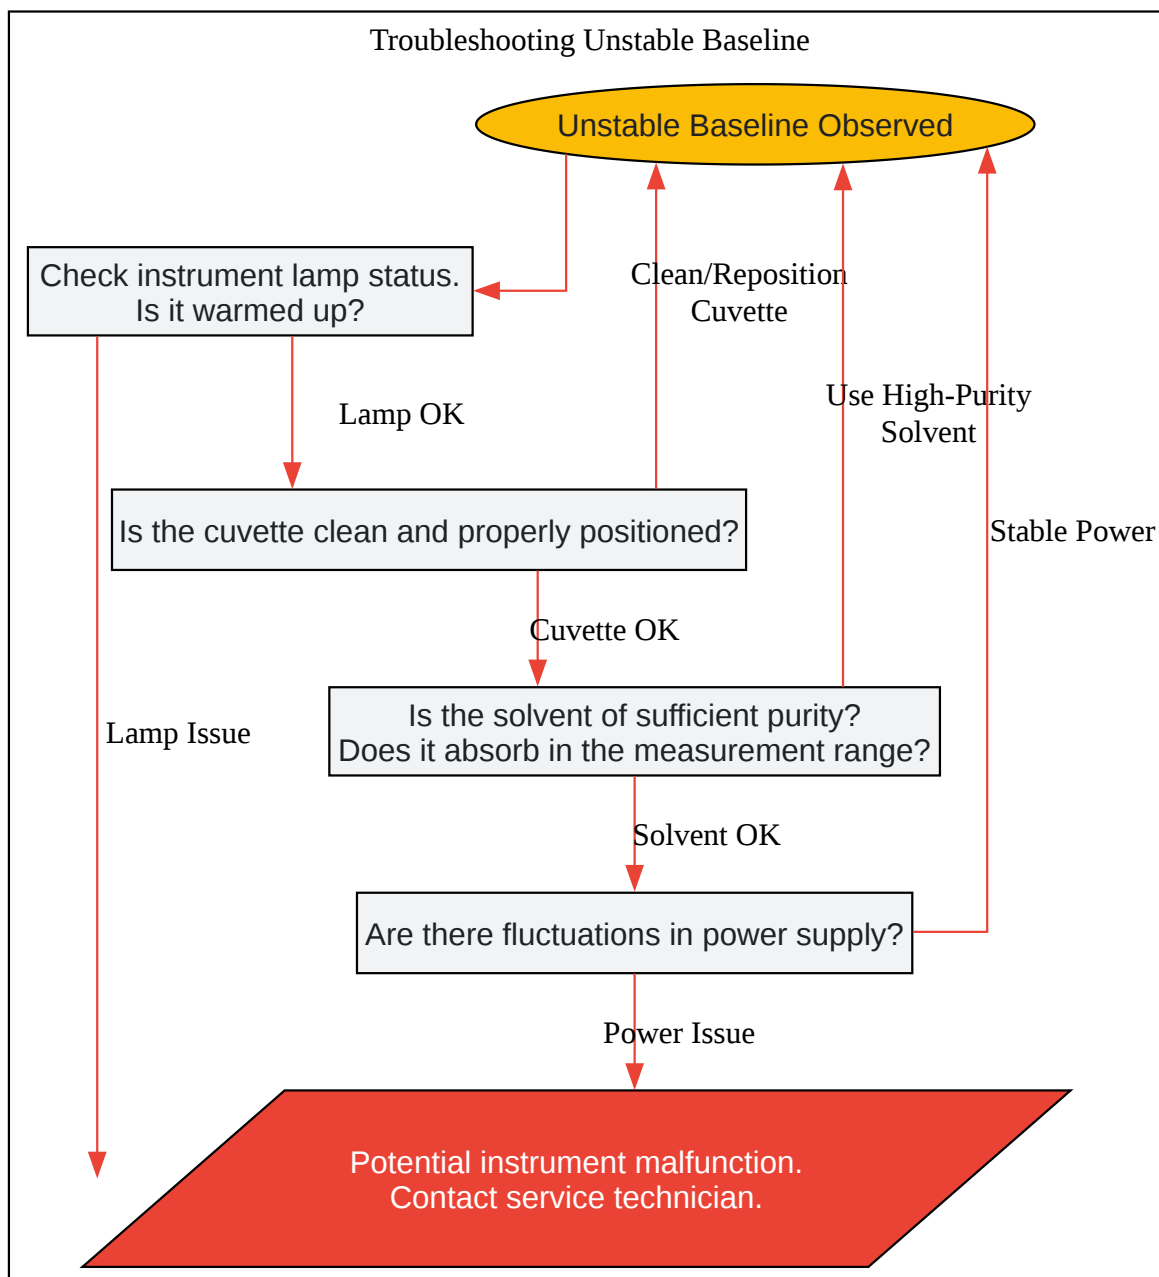 Troubleshooting Unstable Baseline
Unstable Baseline Observed
Check instrument lamp status.
Is it warmed up?
Clean/Reposition
Cuvette
Lamp OK
Use High-Purity
Solvent
Is the cuvette clean and properly positioned?
Stable Power
Cuvette OK
Is the solvent of sufficient purity?
Does it absorb in the measurement range?
Lamp Issue
Solvent OK
Are there fluctuations in power supply?
Power Issue
Potential instrument malfunction.
Contact service technician.